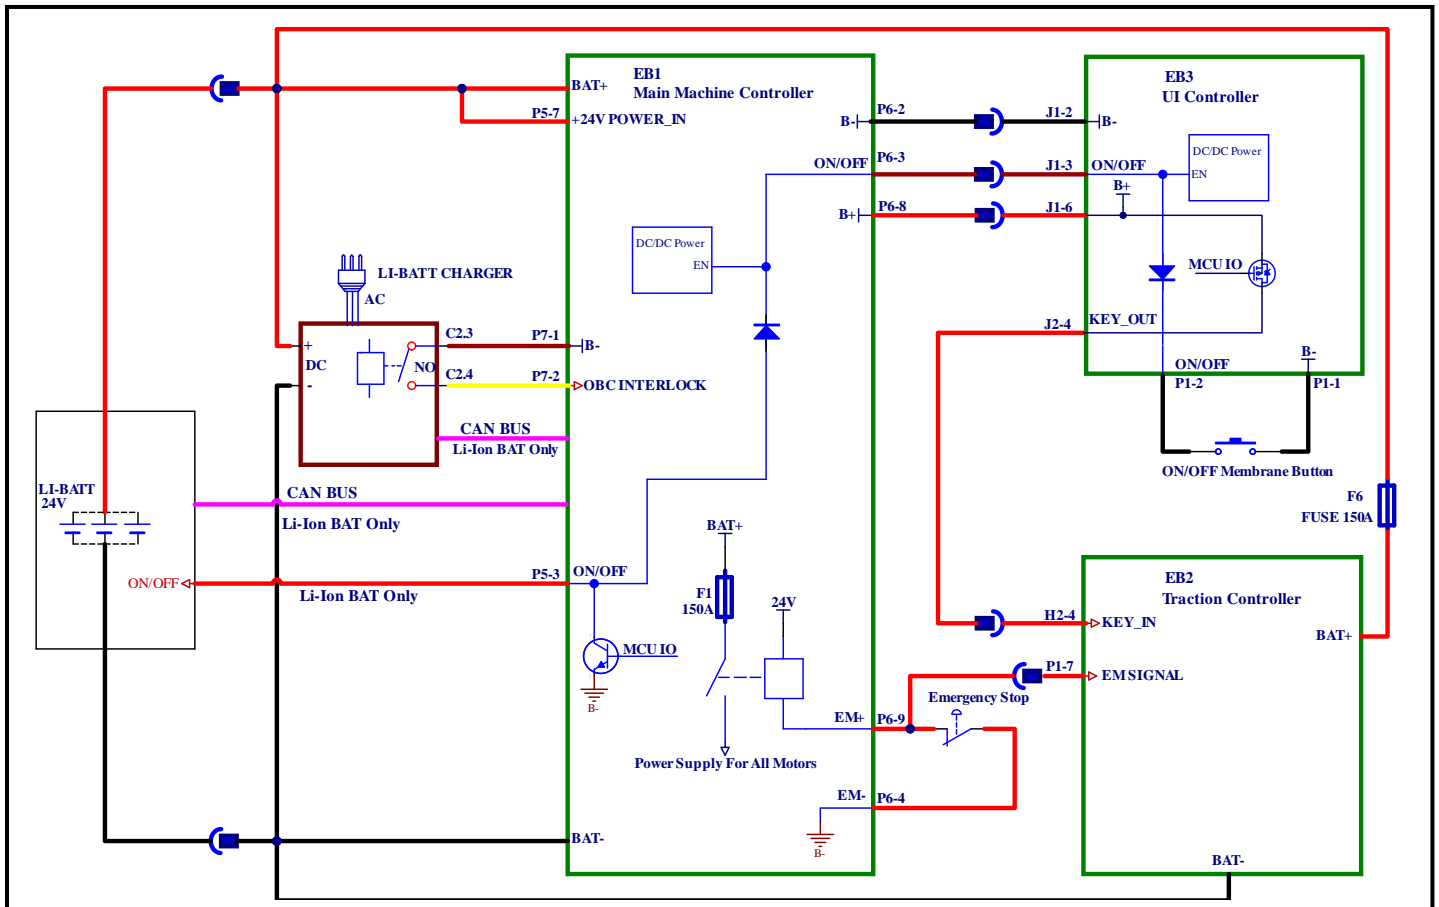 EB1
Main Machine Controller
BAT+
P5-7
+24V POWER_IN
P6-2
B-
J1-2
B-
EB3
UI Controller
ON/OFF
P6-3
J1-3
ON/OFF
DC/DC Power
EN
B+
P6-8
J1-6
B+
DC/DC Power
EN
MCU IO
LI-BATT CHARGER
AC
C2.3
P7-1
B-
+
DC
-
NO
C2.4
P7-2
OBC INTERLOCK
CAN BUS
Li-Ion BAT Only
J2-4
KEY_OUT
ON/OFF
P1-2
B-
P1-1
ON/OFF Membrane Button
LI-BATT
24V
CAN BUS
Li-Ion BAT Only
F6
FUSE 150A
ON/OFF
P5-3
ON/OFF
Li-Ion BAT Only
MCU IO
B-
BAT+
F1
150A
24V
Power Supply For All Motors
EB2
Traction Controller
H2-4
KEY_IN
BAT+
P1-7
EM SIGNAL
Emergency Stop
EM+
P6-9
EM-
P6-4
B-
BAT-
BAT-